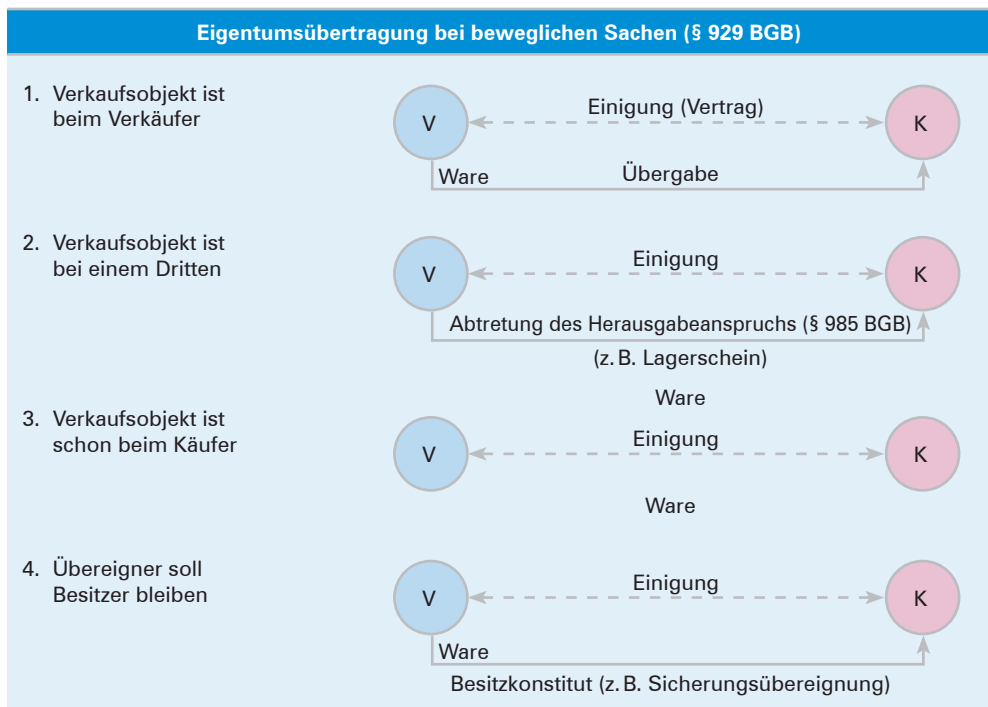 Eigentumsübertragung bei beweglichen Sachen (§ 929 BGB)
1. Verkaufsobjekt ist
beim Verkäufer
V
Einigung (Vertrag)
K
Ware
Übergabe
2. Verkaufsobjekt ist
bei einem Dritten
V
Einigung
K
Abtretung des Herausgabeanspruchs (§ 985 BGB)
(z. B. Lagerschein)
Ware
3. Verkaufsobjekt ist
schon beim Käufer
V
Einigung
K
Ware
4. Übereigner soll
Besitzer bleiben
V
Einigung
K
Ware
Besitzkonstitut (z. B. Sicherungsübereignung)